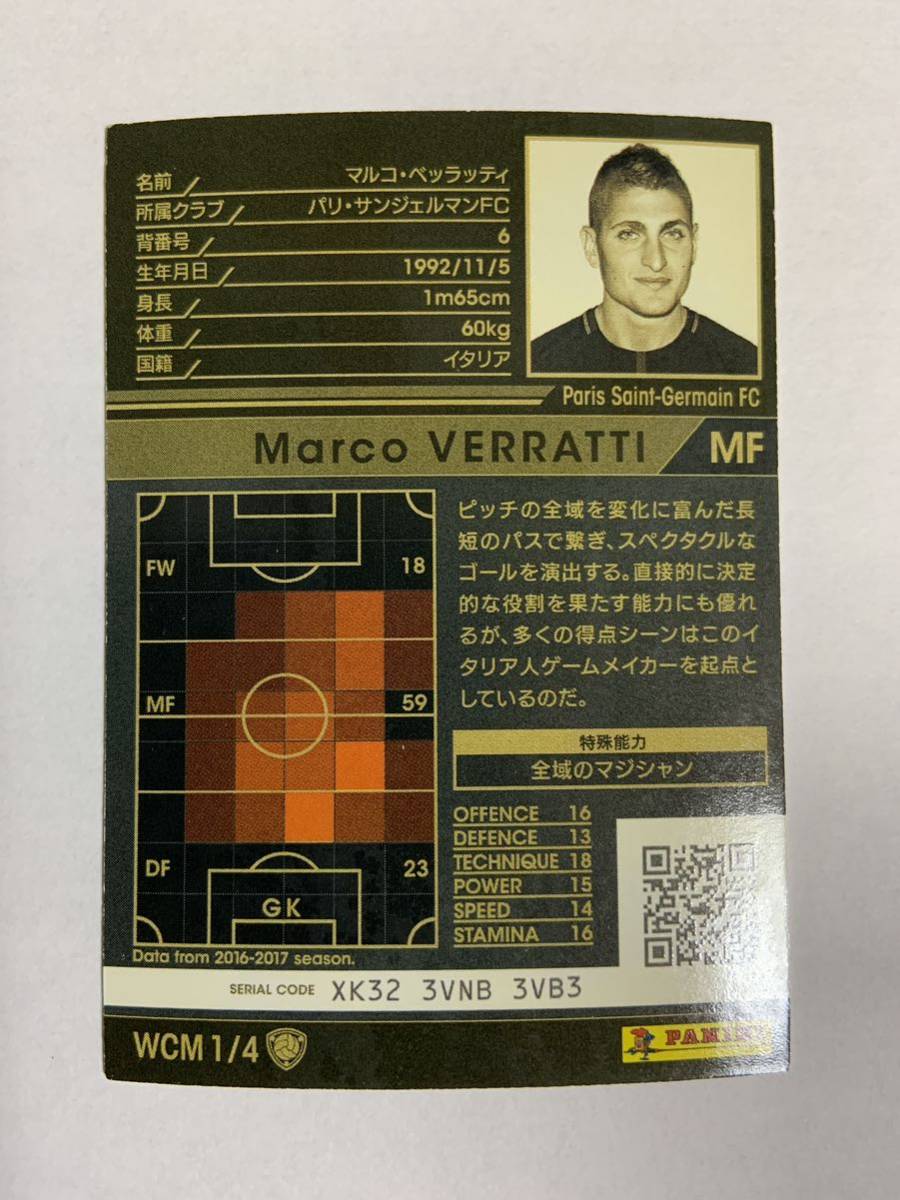 名前 マルコ・ベッラッティ
所属クラブ パリ・サンジェルマンFC
背番号 6
生年月日 1992/11/5
身長 1m65cm
体重 60kg
国籍 イタリア
Paris Saint-Germain FC
Marco VERRATTI MF
FW 18
MF 59
DF 23
GK
Data from 2016-2017 season.
ピッチの全域を変化に富んだ長
短のパスで繋ぎ、スペクタクルな
ゴールを演出する。直接的に決定
的な役割を果たす能力にも優れ
るが、多くの得点シーンはこのイ
タリア人ゲームメイカーを起点と
しているのだ。
特殊能力
全域のマジシャン
OFFENCE 16
DEFENCE 13
TECHNIQUE 18
POWER 15
SPEED 14
STAMINA 16
SERIAL CODE XK32 3VNB 3VB3
WCM 1/4
PANINI